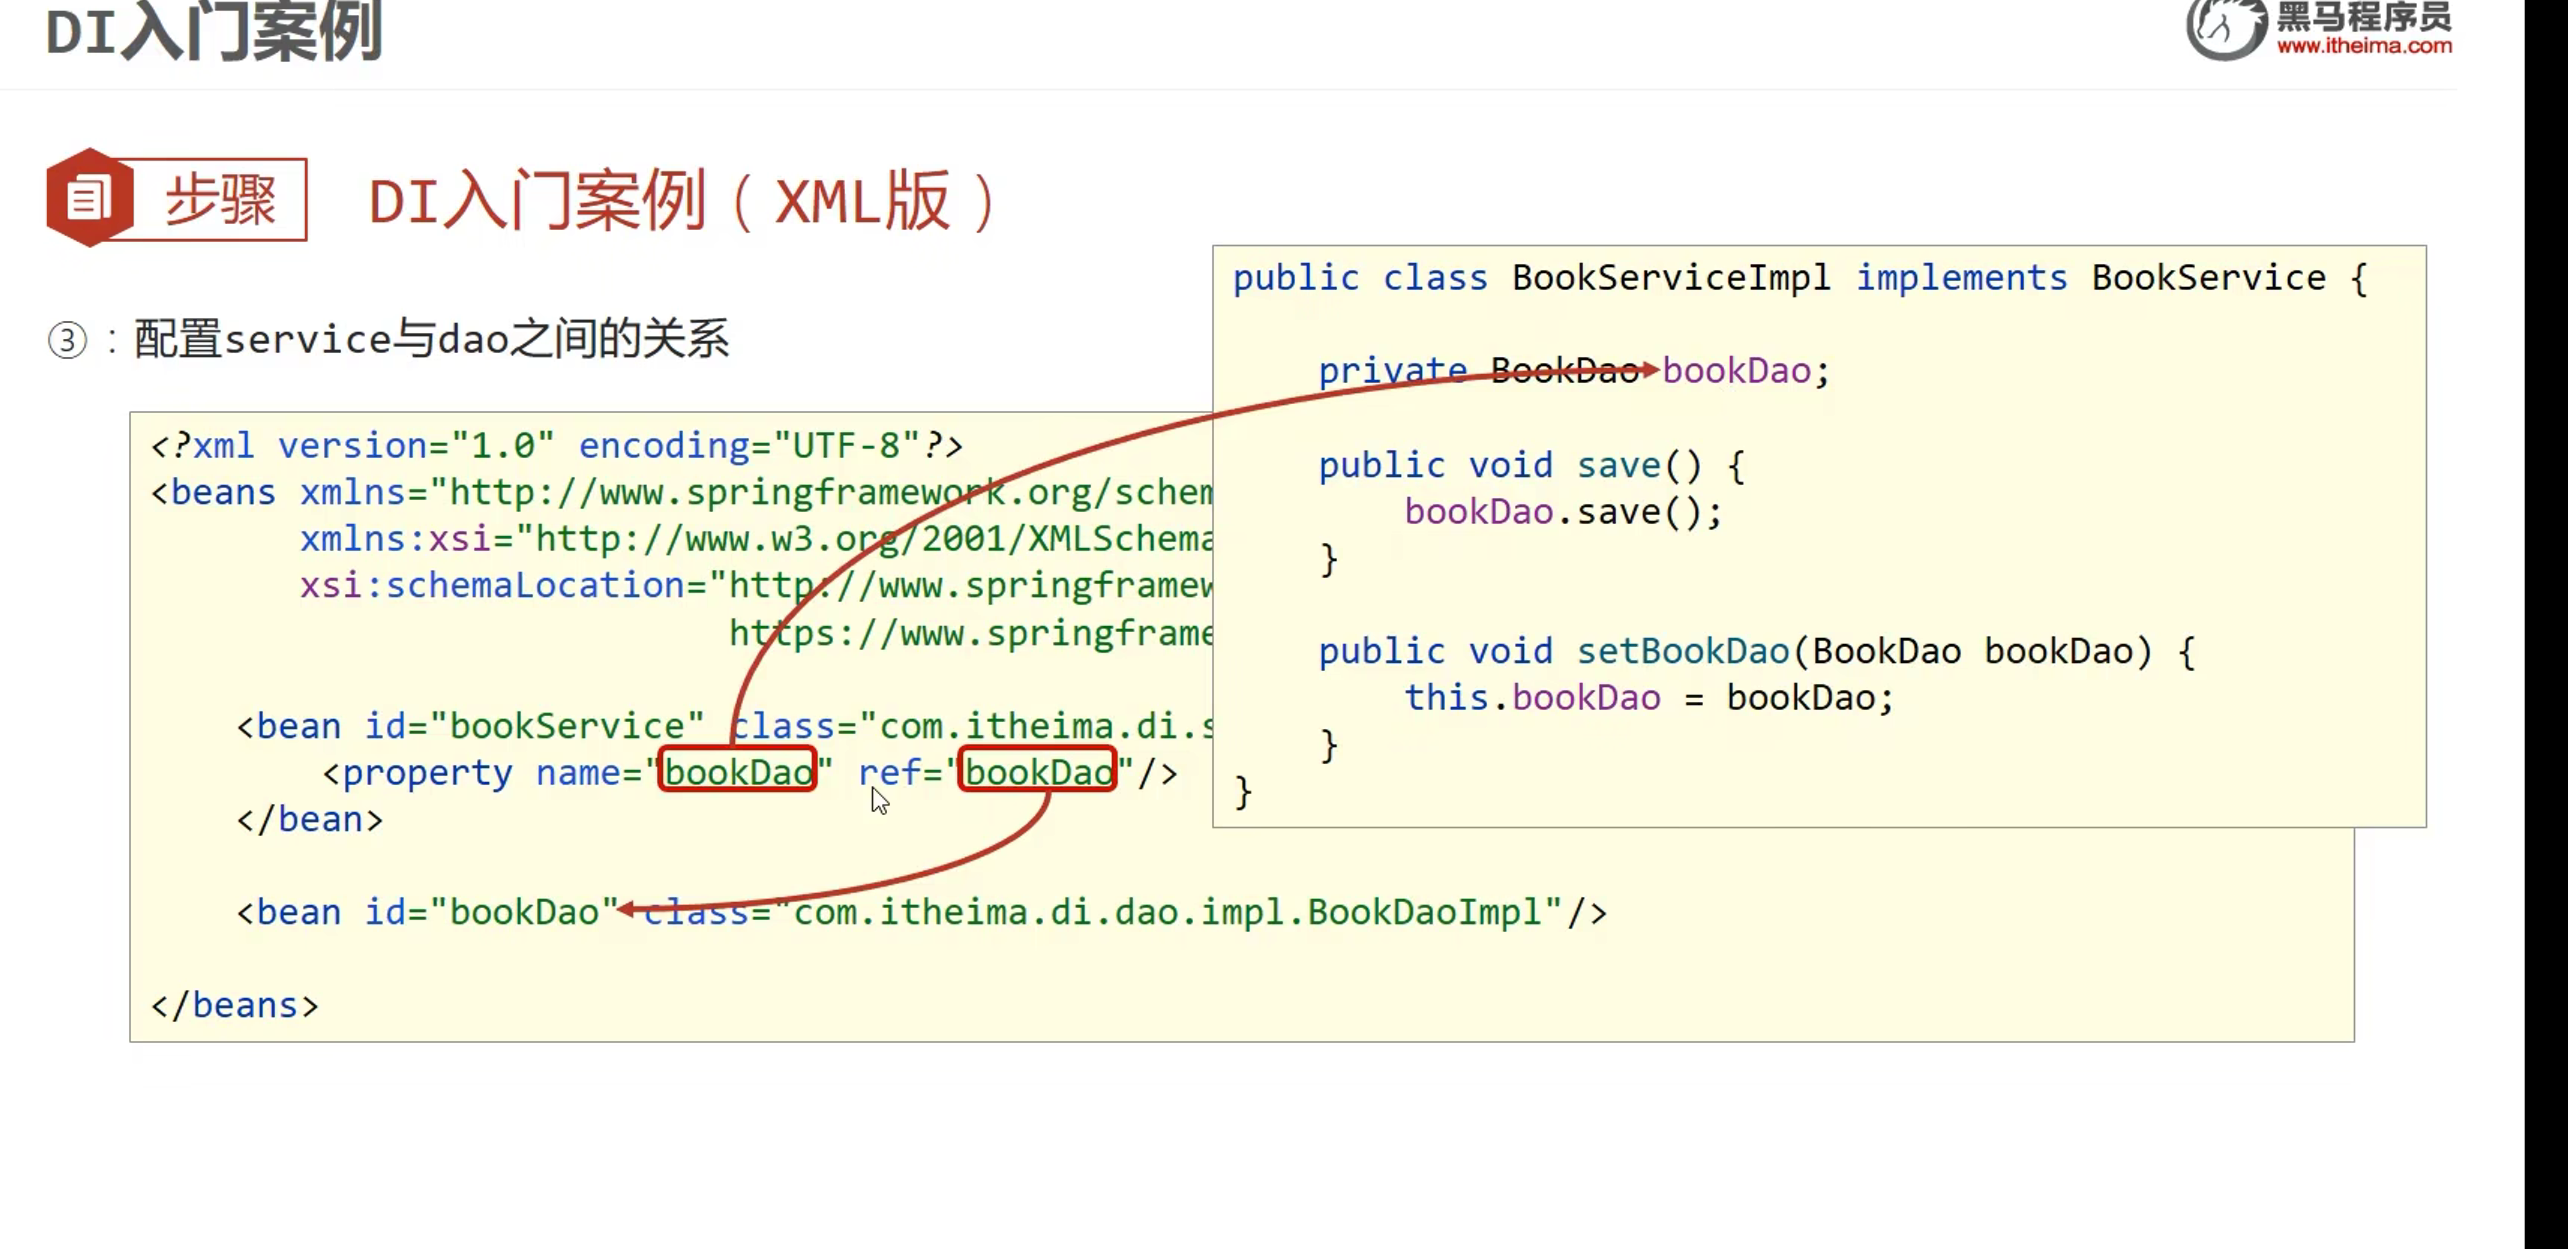 DI入门案例
黑马程序员
www.itheima.com
步骤
DI入门案例（XML版）
③：配置service与dao之间的关系
<?xml version="1.0" encoding="UTF-8"?>
<beans xmlns="http://www.springframework.org/schem
xmlns:xsi="http://www.w3.org/2001/XMLSchema
xsi:schemaLocation="http://www.springframew
https://www.springframe
<bean id="bookService" class="com.itheima.di.s
<property name="bookDao" ref="bookDao"/>
</bean>
<bean id="bookDao" class="com.itheima.di.dao.impl.BookDaoImpl"/>
</beans>
public class BookServiceImpl implements BookService {
private BookDao bookDao;
public void save() {
bookDao.save();
}
public void setBookDao(BookDao bookDao) {
this.bookDao = bookDao;
}
}